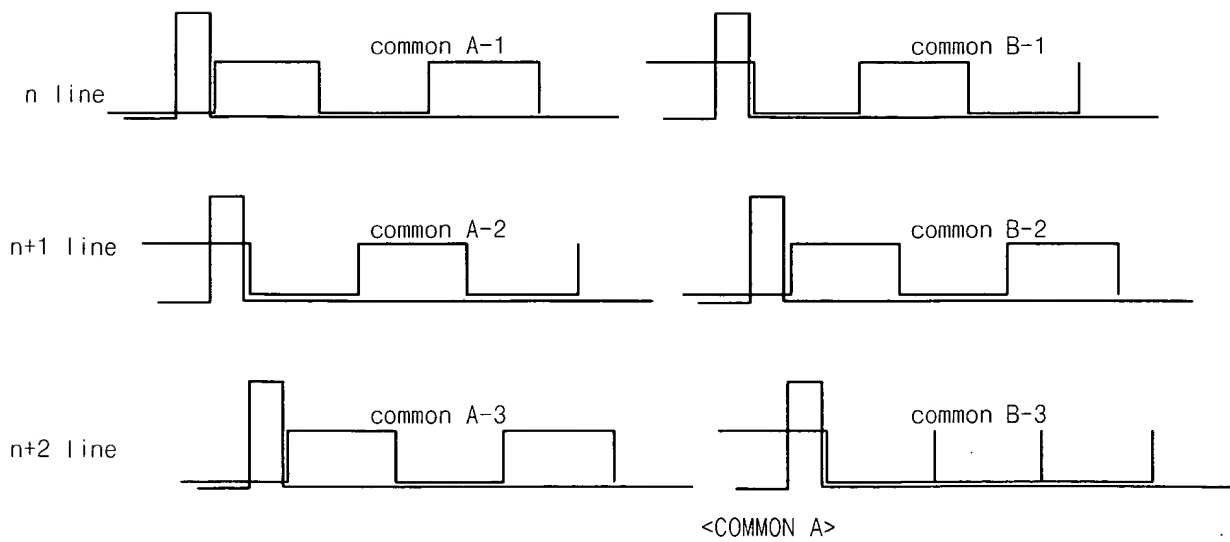 common A-1 common B-1
n line
n+1 line common A-2 common B-2
common A-3 common B-3
n+2 line
<COMMON A>